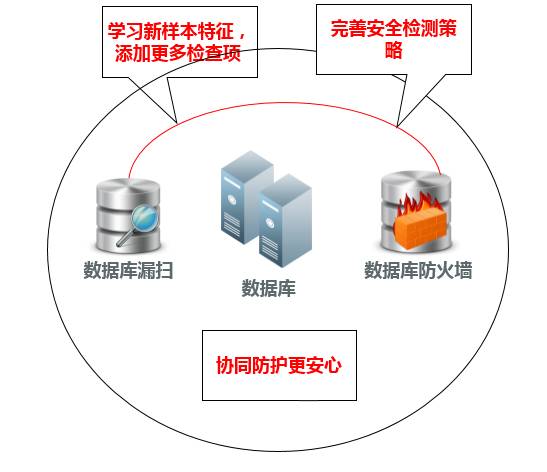 学习新样本特征，
添加更多检查项
完善安全检测策
略
数据库漏扫
数据库
数据库防火墙
协同防护更安心